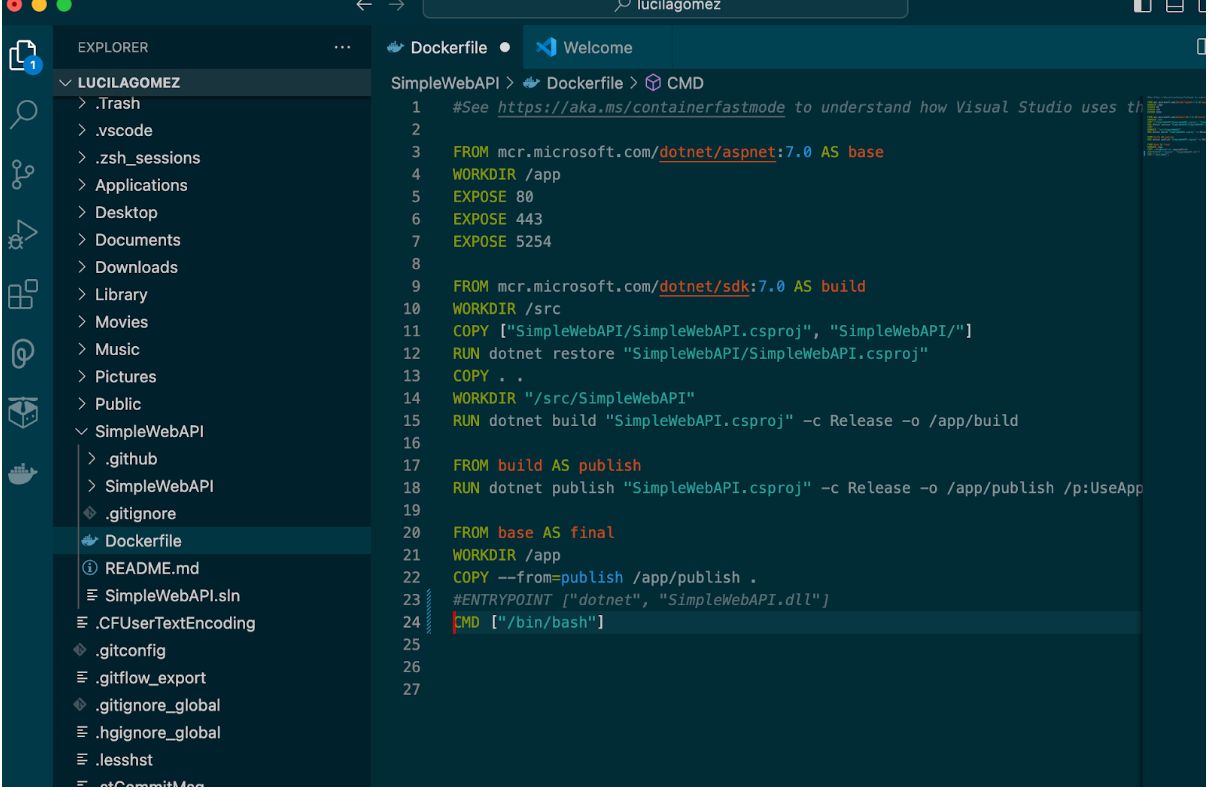 lucilagomez
EXPLORER
...
1
LUCILAGOMEZ
.Trash
.vscode
.zsh_sessions
Applications
Desktop
Documents
Downloads
Library
Movies
Music
Pictures
Public
SimpleWebAPI
.github
SimpleWebAPI
.gitignore
Dockerfile
README.md
SimpleWebAPI.sln
.CFUserTextEncoding
.gitconfig
.gitflow_export
.gitignore_global
.hgignore_global
.lesshst
.stCommitMsg
Dockerfile ● Welcome
SimpleWebAPI > Dockerfile > CMD
1 #See https://aka.ms/containerfastmode to understand how Visual Studio uses th
2
3 FROM mcr.microsoft.com/dotnet/aspnet:7.0 AS base
4 WORKDIR /app
5 EXPOSE 80
6 EXPOSE 443
7 EXPOSE 5254
8
9 FROM mcr.microsoft.com/dotnet/sdk:7.0 AS build
10 WORKDIR /src
11 COPY ["SimpleWebAPI/SimpleWebAPI.csproj", "SimpleWebAPI/"]
12 RUN dotnet restore "SimpleWebAPI/SimpleWebAPI.csproj"
13 COPY . .
14 WORKDIR "/src/SimpleWebAPI"
15 RUN dotnet build "SimpleWebAPI.csproj" -c Release -o /app/build
16
17 FROM build AS publish
18 RUN dotnet publish "SimpleWebAPI.csproj" -c Release -o /app/publish /p:UseApp
19
20 FROM base AS final
21 WORKDIR /app
22 COPY --from=publish /app/publish .
23 #ENTRYPOINT ["dotnet", "SimpleWebAPI.dll"]
24 CMD ["/bin/bash"]
25
26
27